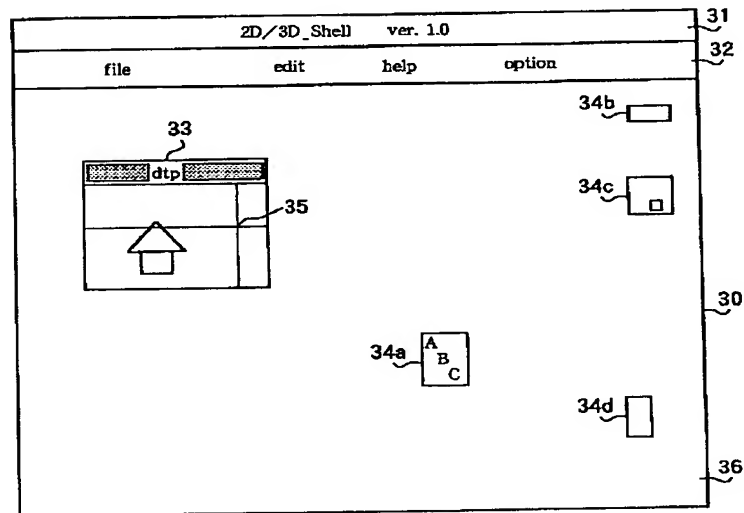 2D/3D_Shell ver. 1.0
31
file edit help option
32
34b
33
dtp
34c
35
30
34a
A
B
C
34d
36